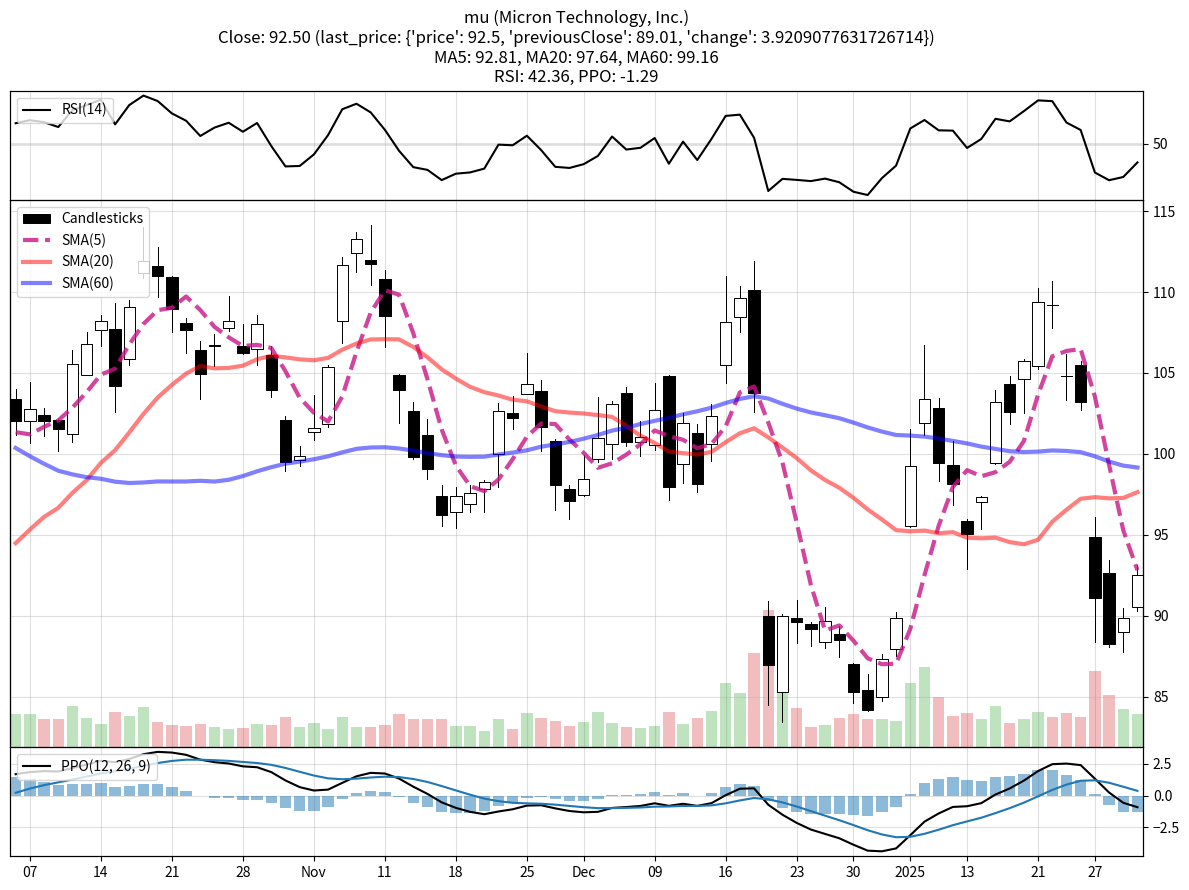 mu (Micron Technology, Inc.)
Close: 92.50 (last_price: {'price': 92.5, 'previousClose': 89.01, 'change': 3.9209077631726714})
MA5: 92.81, MA20: 97.64, MA60: 99.16
RSI: 42.36, PPO: -1.29
RSI(14)
50
Candlesticks
SMA(5)
SMA(20)
SMA(60)
115
110
105
100
95
90
85
PPO(12, 26, 9)
2.5
0.0
−2.5
07 14 21 28 Nov 11 18 25 Dec 09 16 23 30 2025 13 21 27